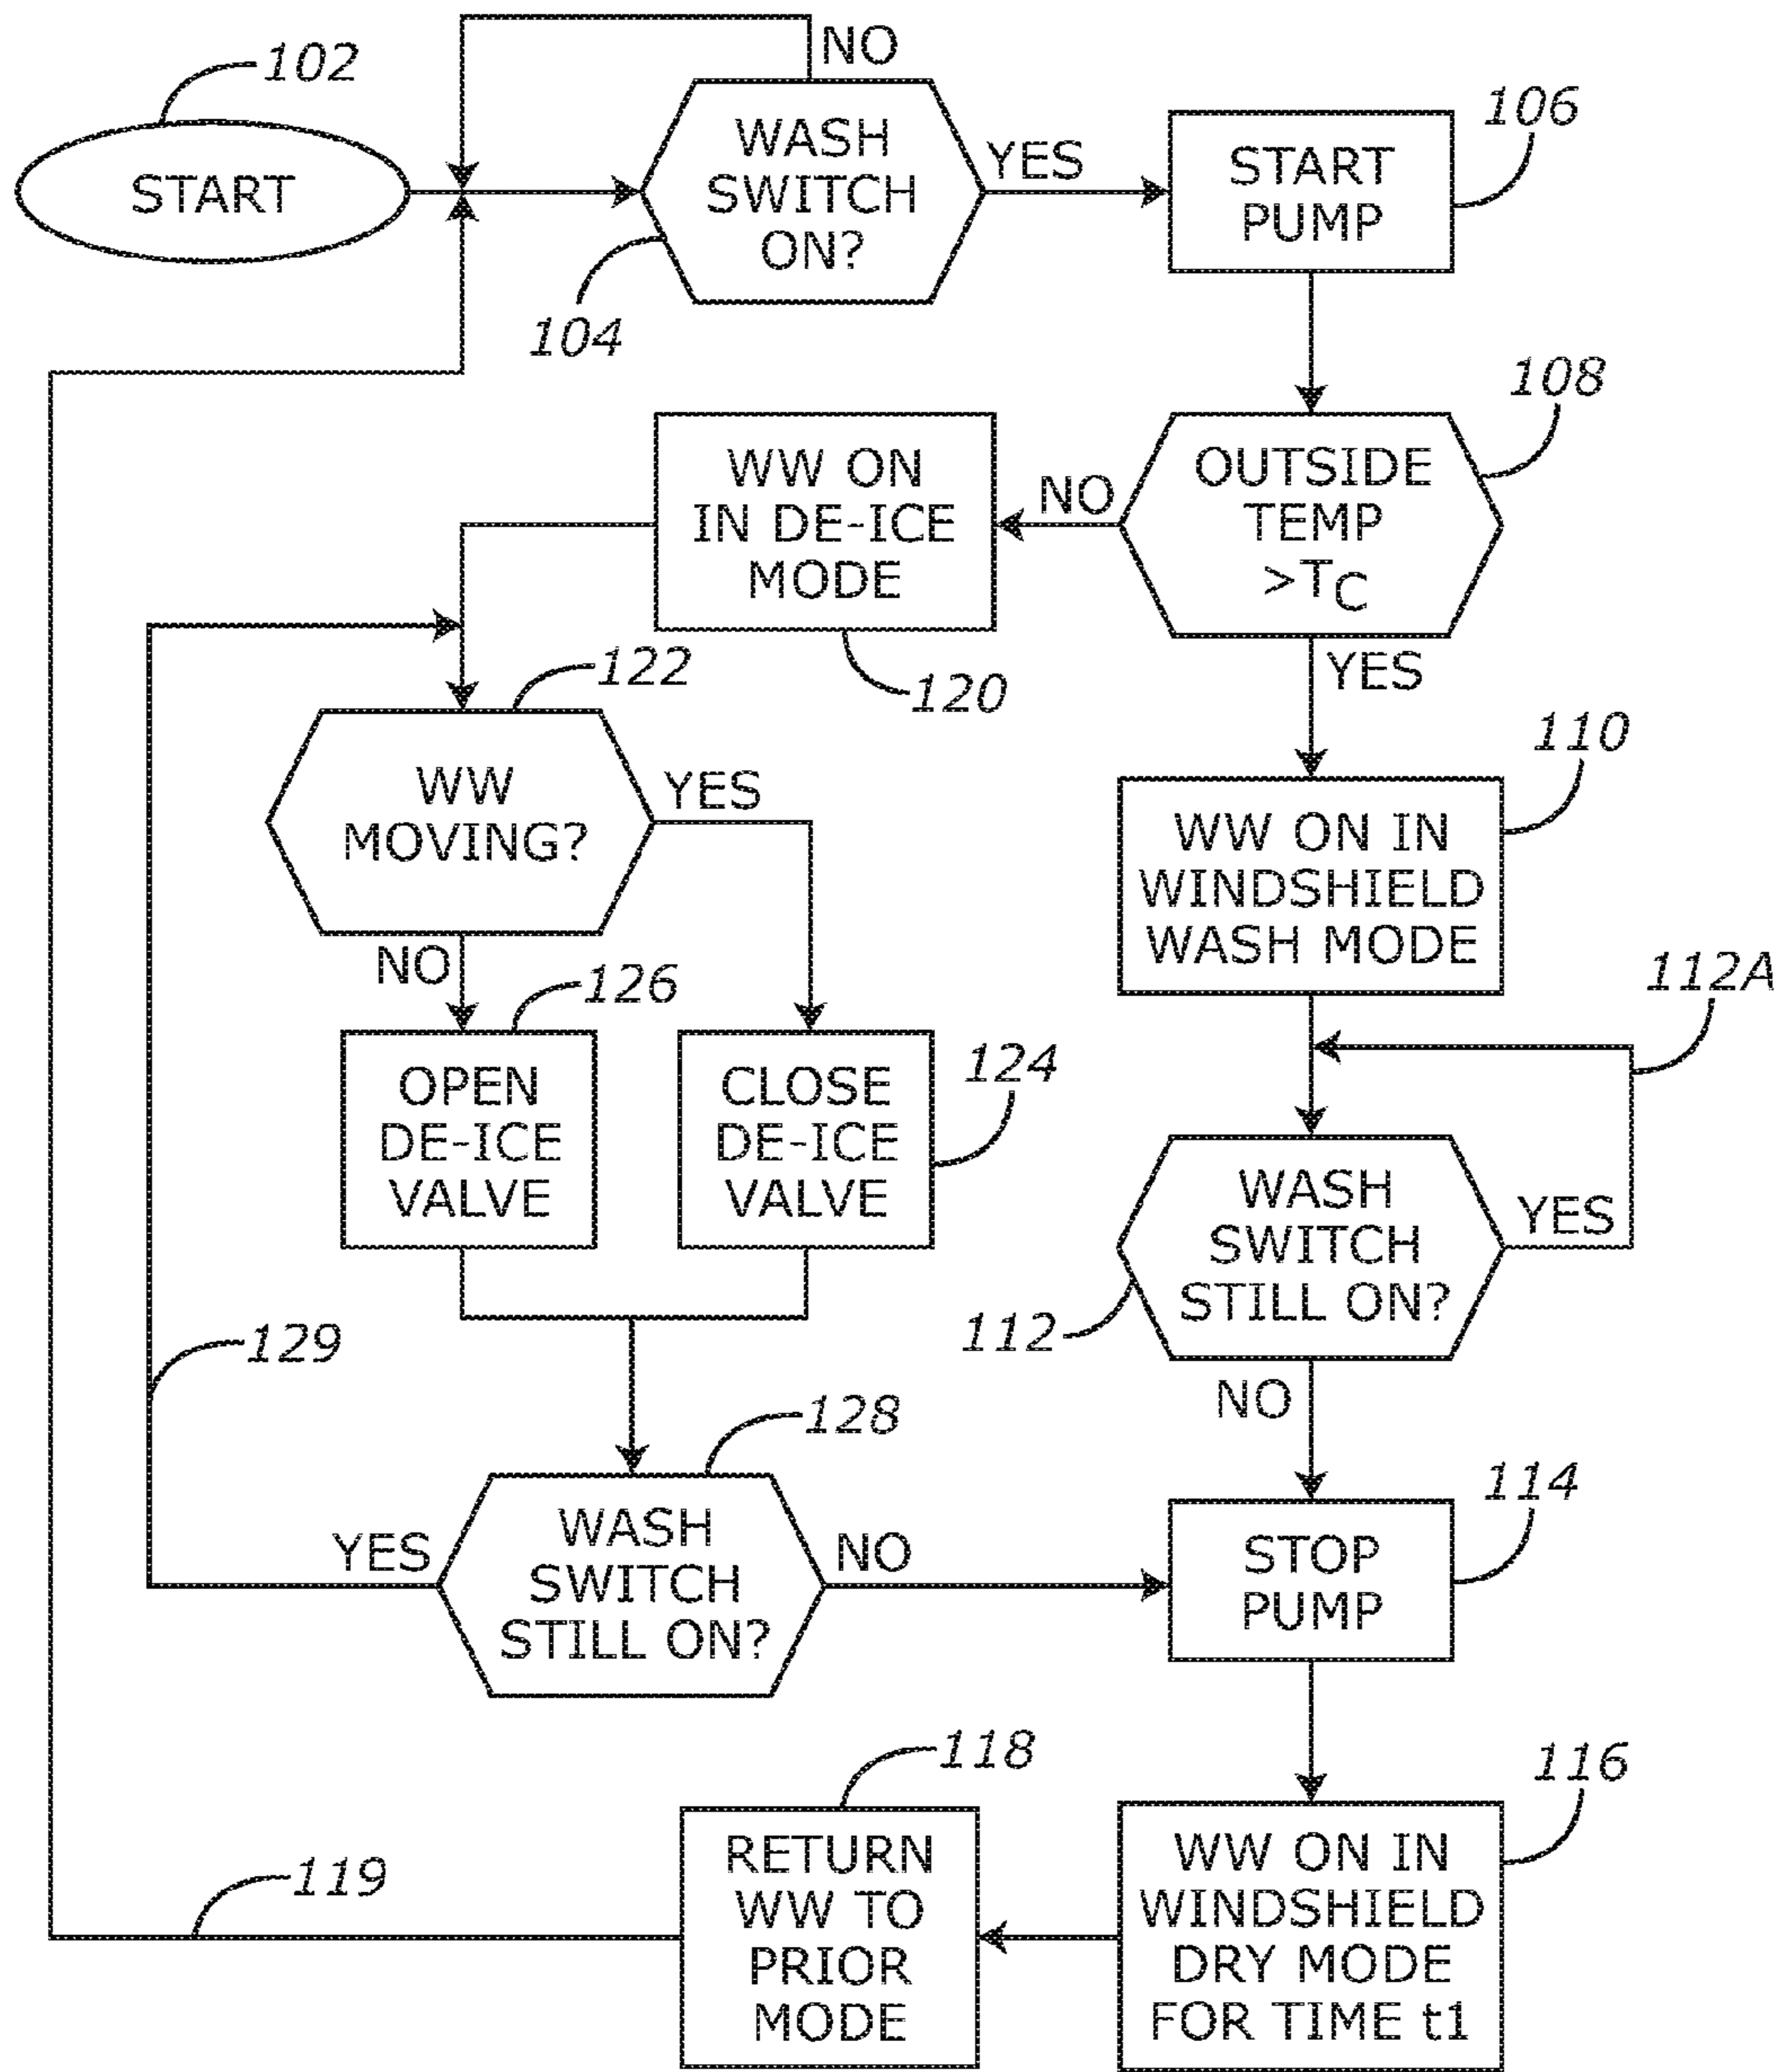 102
START
NO
WASH
SWITCH
ON?
104
YES
START
PUMP
106
OUTSIDE
TEMP
>TC
108
NO
YES
WW ON
IN DE-ICE
MODE
120
WW ON IN
WINDSHIELD
WASH MODE
110
122
WW
MOVING?
YES
NO
126
OPEN
DE-ICE
VALVE
CLOSE
DE-ICE
VALVE
124
112A
WASH
SWITCH
STILL ON?
YES
112
NO
129
128
WASH
SWITCH
STILL ON?
YES
NO
STOP
PUMP
114
118
RETURN
WW TO
PRIOR
MODE
119
WW ON IN
WINDSHIELD
DRY MODE
FOR TIME t1
116